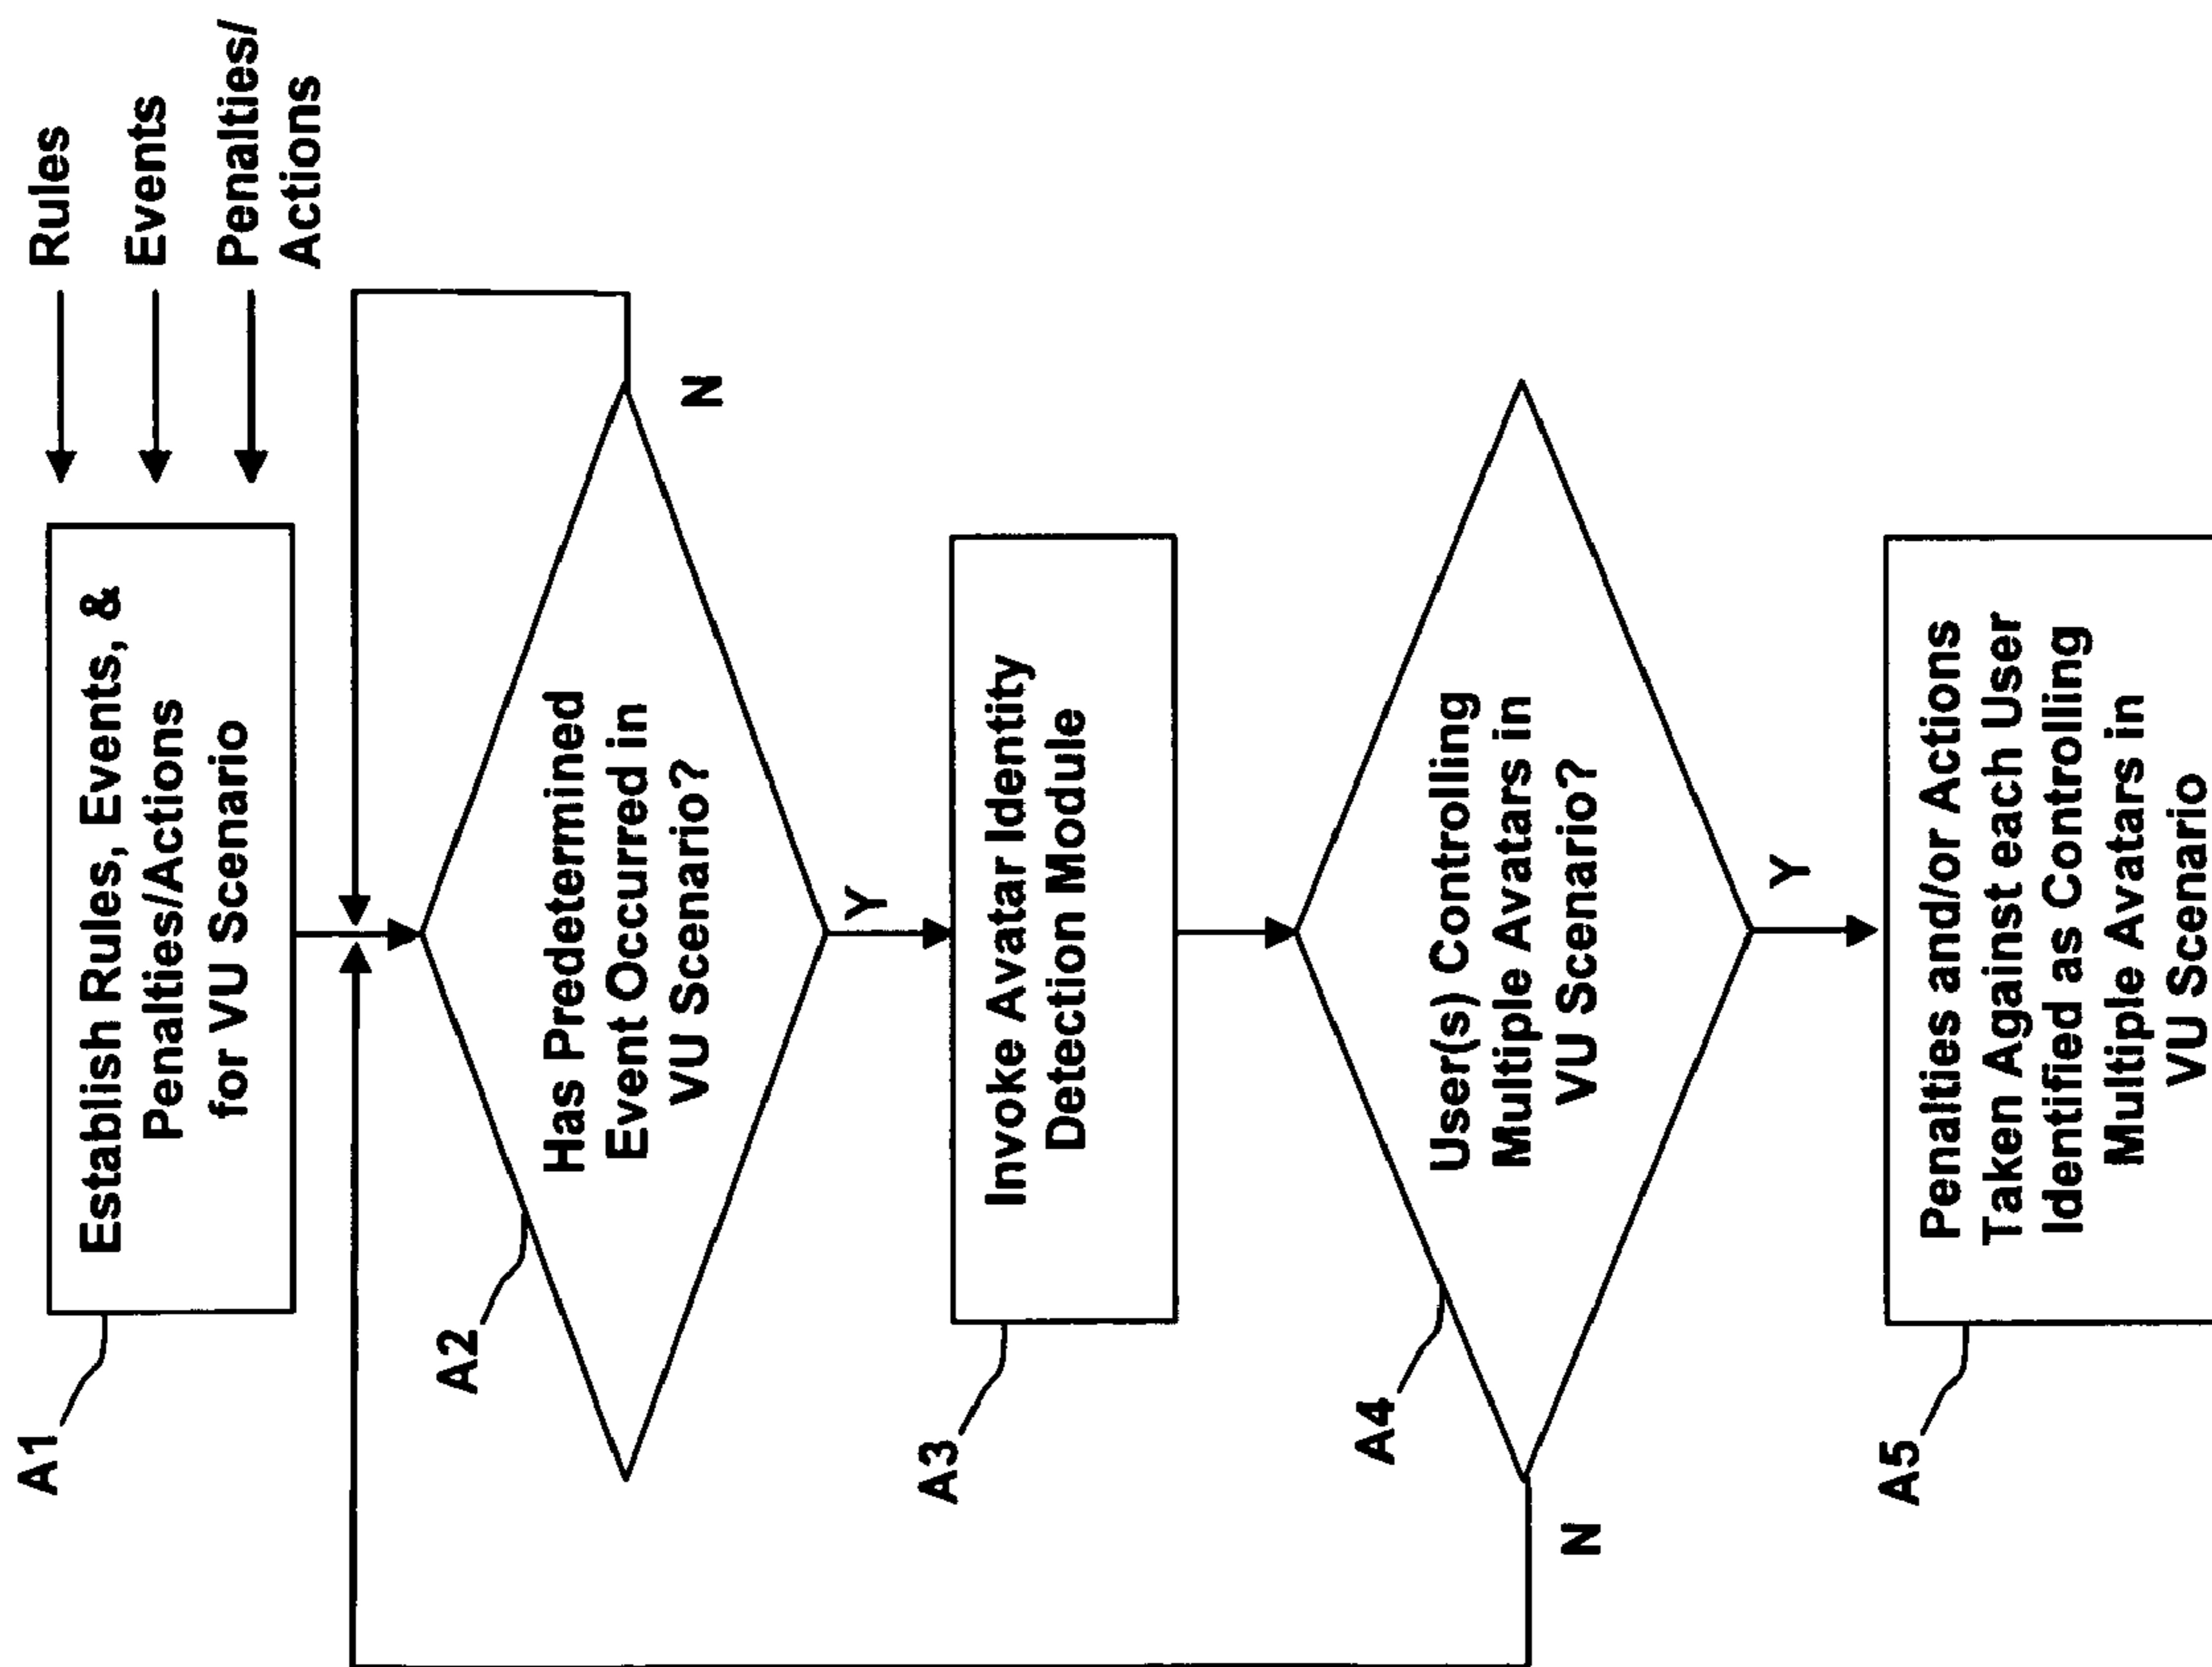 Rules
Events
Penalties/
Actions
A1
Establish Rules, Events, &
Penalties/Actions
for VU Scenario
A2
Has Predetermined
Event Occurred in
VU Scenario?
N
Y
A3
Invoke Avatar Identity
Detection Module
A4
User(s) Controlling
Multiple Avatars in
VU Scenario?
N
Y
A5
Penalties and/or Actions
Taken Against each User
Identified as Controlling
Multiple Avatars in
VU Scenario